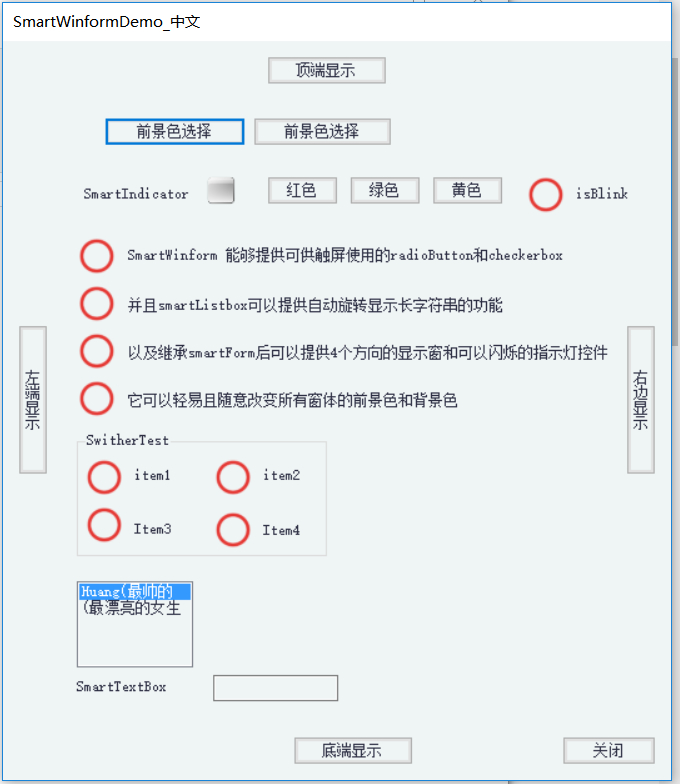 SmartWinformDemo_中文
顶端显示
前景色选择
前景色选择
SmartIndicator
红色
绿色
黄色
isBlink
SmartWinform 能够提供可供触屏使用的radioButton和checkerbox
并且smartListbox可以提供自动旋转显示长字符串的功能
以及继承smartForm后可以提供4个方向的显示窗和可以闪烁的指示灯控件
它可以轻易且随意改变所有窗体的前景色和背景色
左端显示
右边显示
SwitherTest
item1
item2
Item3
Item4
Huang(最帅的
(最漂亮的女生
SmartTextBox
底端显示
关闭